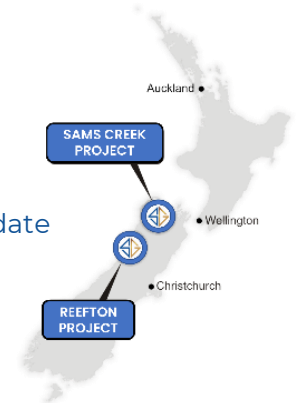 Auckland
SAMS CREEK
PROJECT
date
Wellington
Christchurch
REEFTON
PROJECT